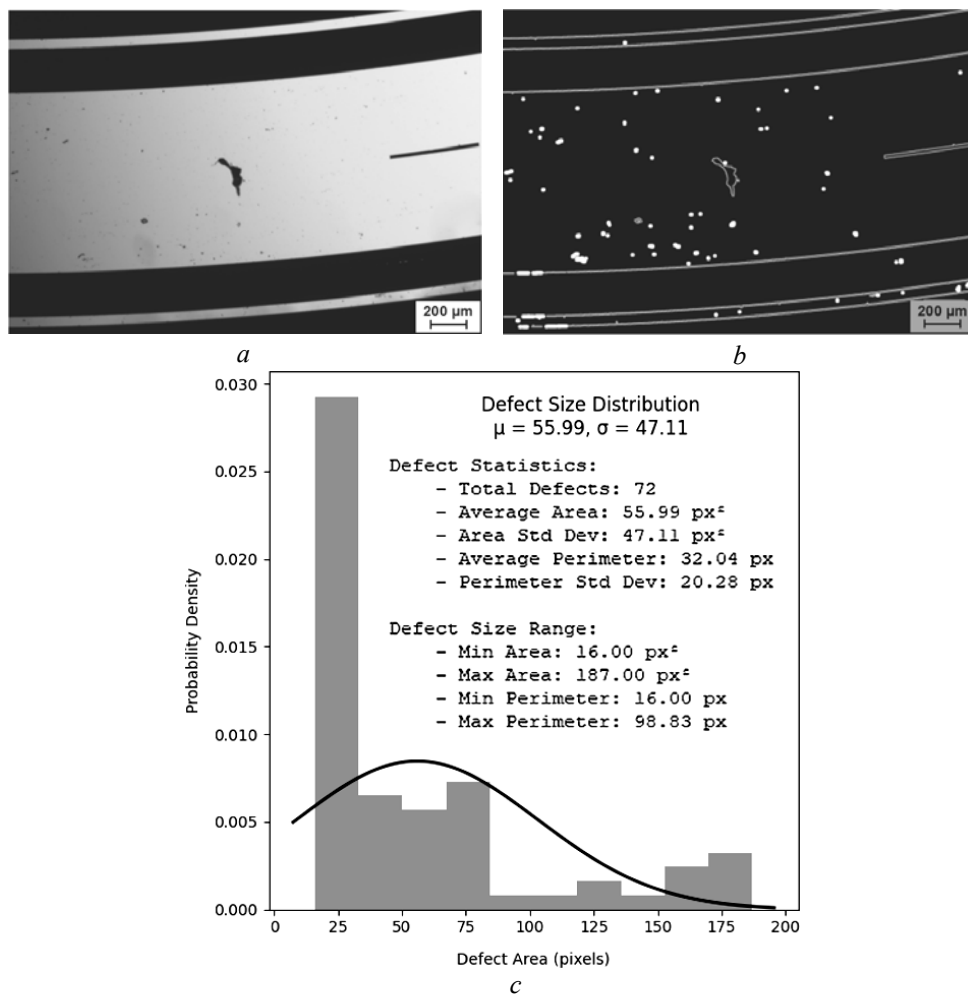 200 µm
200 µm
a
b
Defect Size Distribution
μ = 55.99, σ = 47.11
Defect Statistics:
- Total Defects: 72
- Average Area: 55.99 px²
- Area Std Dev: 47.11 px²
- Average Perimeter: 32.04 px
- Perimeter Std Dev: 20.28 px
Defect Size Range:
- Min Area: 16.00 px²
- Max Area: 187.00 px²
- Min Perimeter: 16.00 px
- Max Perimeter: 98.83 px
Probability Density
0.030
0.025
0.020
0.015
0.010
0.005
0.000
0 25 50 75 100 125 150 175 200
Defect Area (pixels)
c